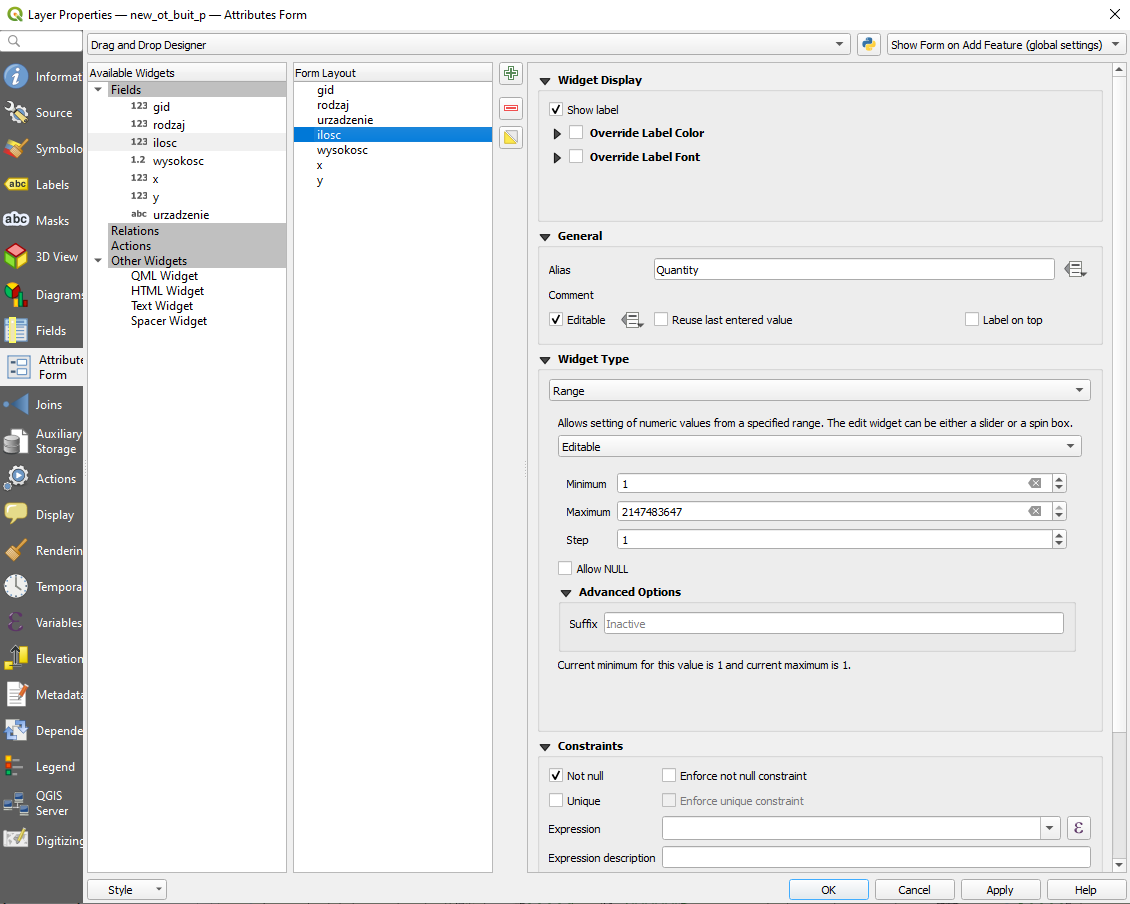 Layer Properties — new_ot_buit_p — Attributes Form
Drag and Drop Designer
Show Form on Add Feature (global settings)
Informat
Source
Symbolo
Labels
Masks
3D View
Diagrams
Fields
Attribute
Form
Joins
Auxiliary
Storage
Actions
Display
Renderin
Tempora
Variables
Elevation
Metadata
Depende
Legend
QGIS
Server
Digitizing
Available Widgets
Fields
123 gid
123 rodzaj
123 ilosc
1.2 wysokosc
123 x
123 y
abc urzadzenie
Relations
Actions
Other Widgets
QML Widget
HTML Widget
Text Widget
Spacer Widget
Form Layout
gid
rodzaj
urzadzenie
ilosc
wysokosc
x
y
Widget Display
Show label
Override Label Color
Override Label Font
General
Alias Quantity
Comment
Editable Reuse last entered value Label on top
Widget Type
Range
Allows setting of numeric values from a specified range. The edit widget can be either a slider or a spin box.
Editable
Minimum 1
Maximum 2147483647
Step 1
Allow NULL
Advanced Options
Suffix Inactive
Current minimum for this value is 1 and current maximum is 1.
Constraints
Not null Enforce not null constraint
Unique Enforce unique constraint
Expression ε
Expression description
Style
OK Cancel Apply Help